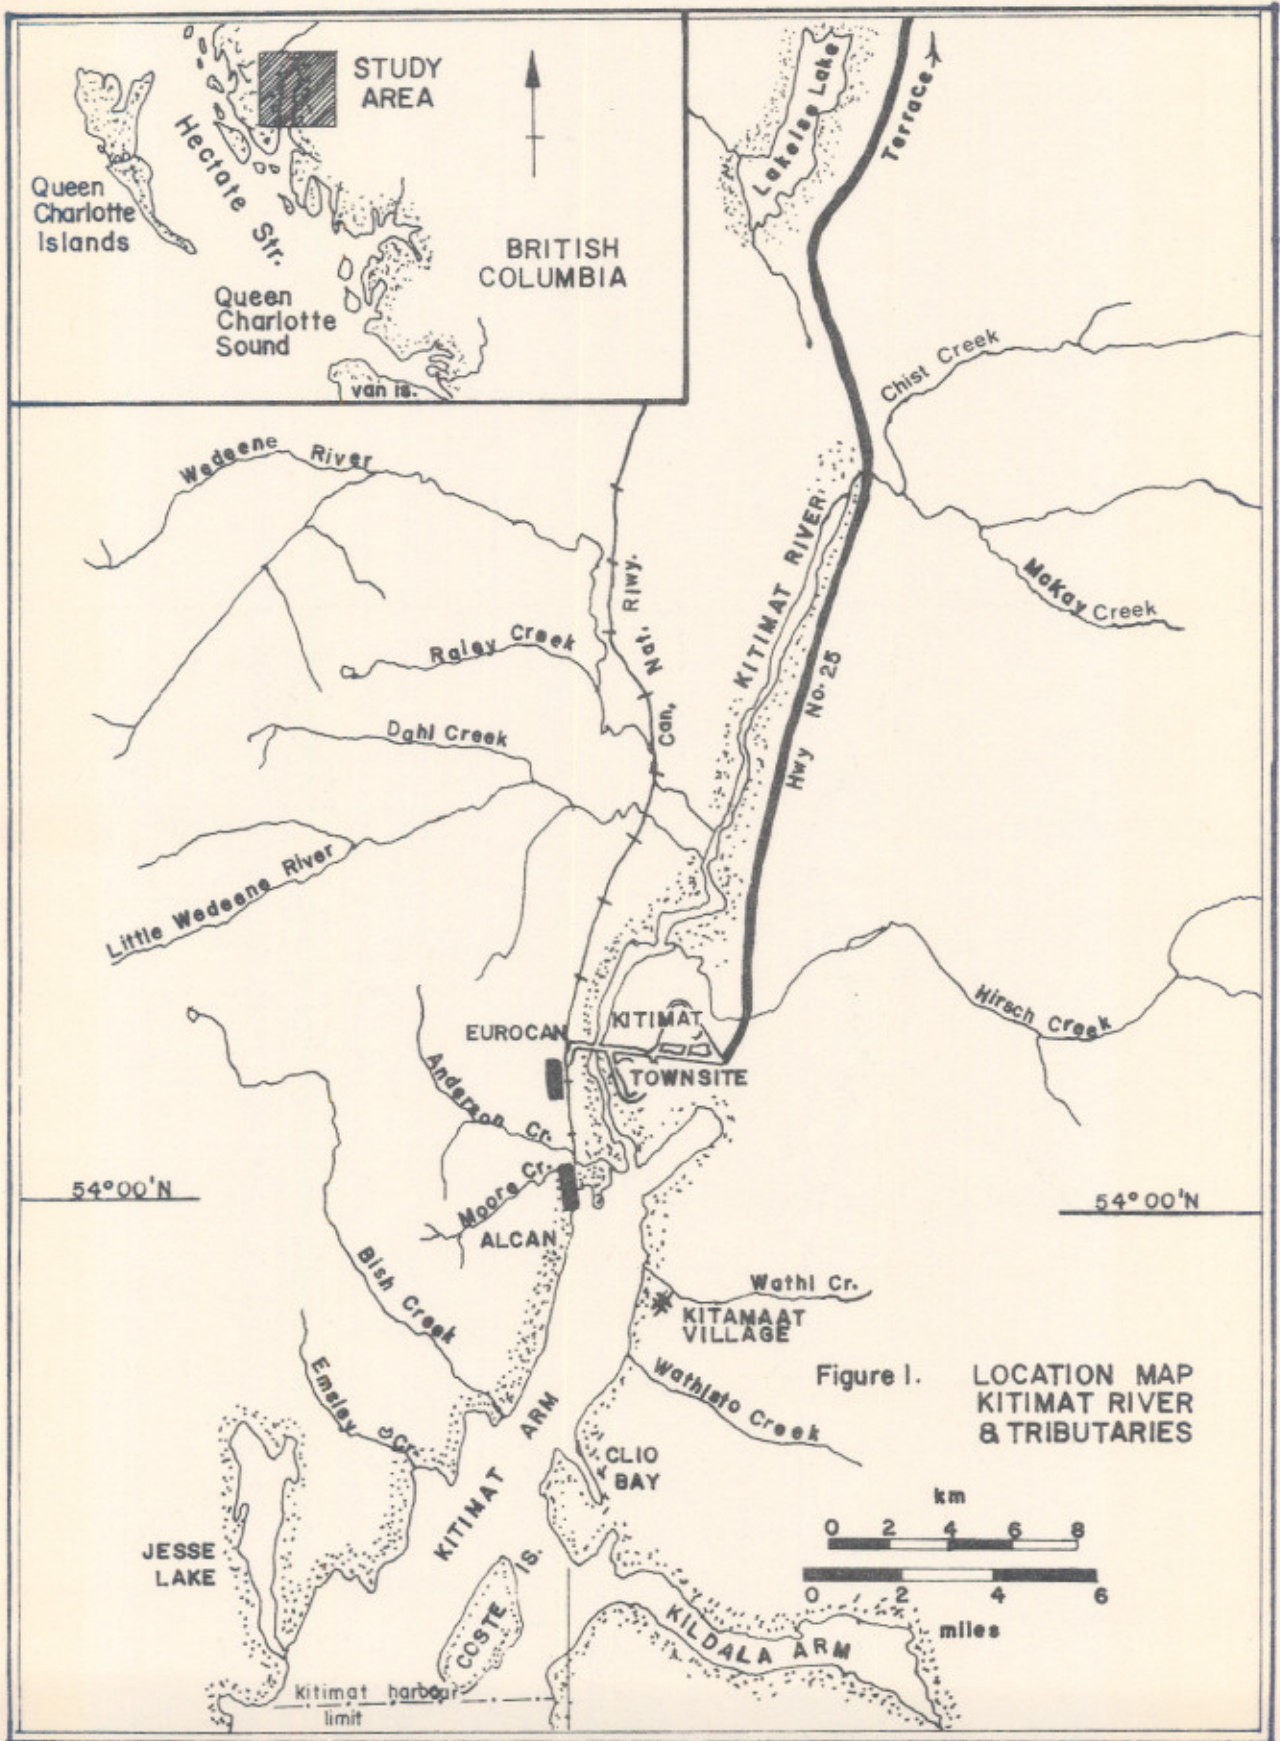 STUDY
AREA
Hectate Str.
Queen
Charlotte
Islands
BRITISH
COLUMBIA
Queen
Charlotte
Sound
van is.
Lakelse Lake
Terrace
Chist Creek
Wedeene River
KITIMAT RIVER
McKay Creek
Can. Nat. Rlwy.
Raley Creek
Hwy No. 25
Dahl Creek
Little Wedeene River
Hirsch Creek
EUROCAN
KITIMAT
TOWNSITE
Anderson Cr.
54°00'N
54°00'N
Moore Cr.
ALCAN
Bish Creek
Wathl Cr.
KITAMAAT
VILLAGE
Wathlsto Creek
Emsley Cr.
Figure 1. LOCATION MAP
KITIMAT RIVER
& TRIBUTARIES
KITIMAT ARM
CLIO
BAY
km
0 2 4 6 8
0 2 4 6
miles
JESSE
LAKE
COSTE IS.
KILDALA ARM
kitimat harbour
limit